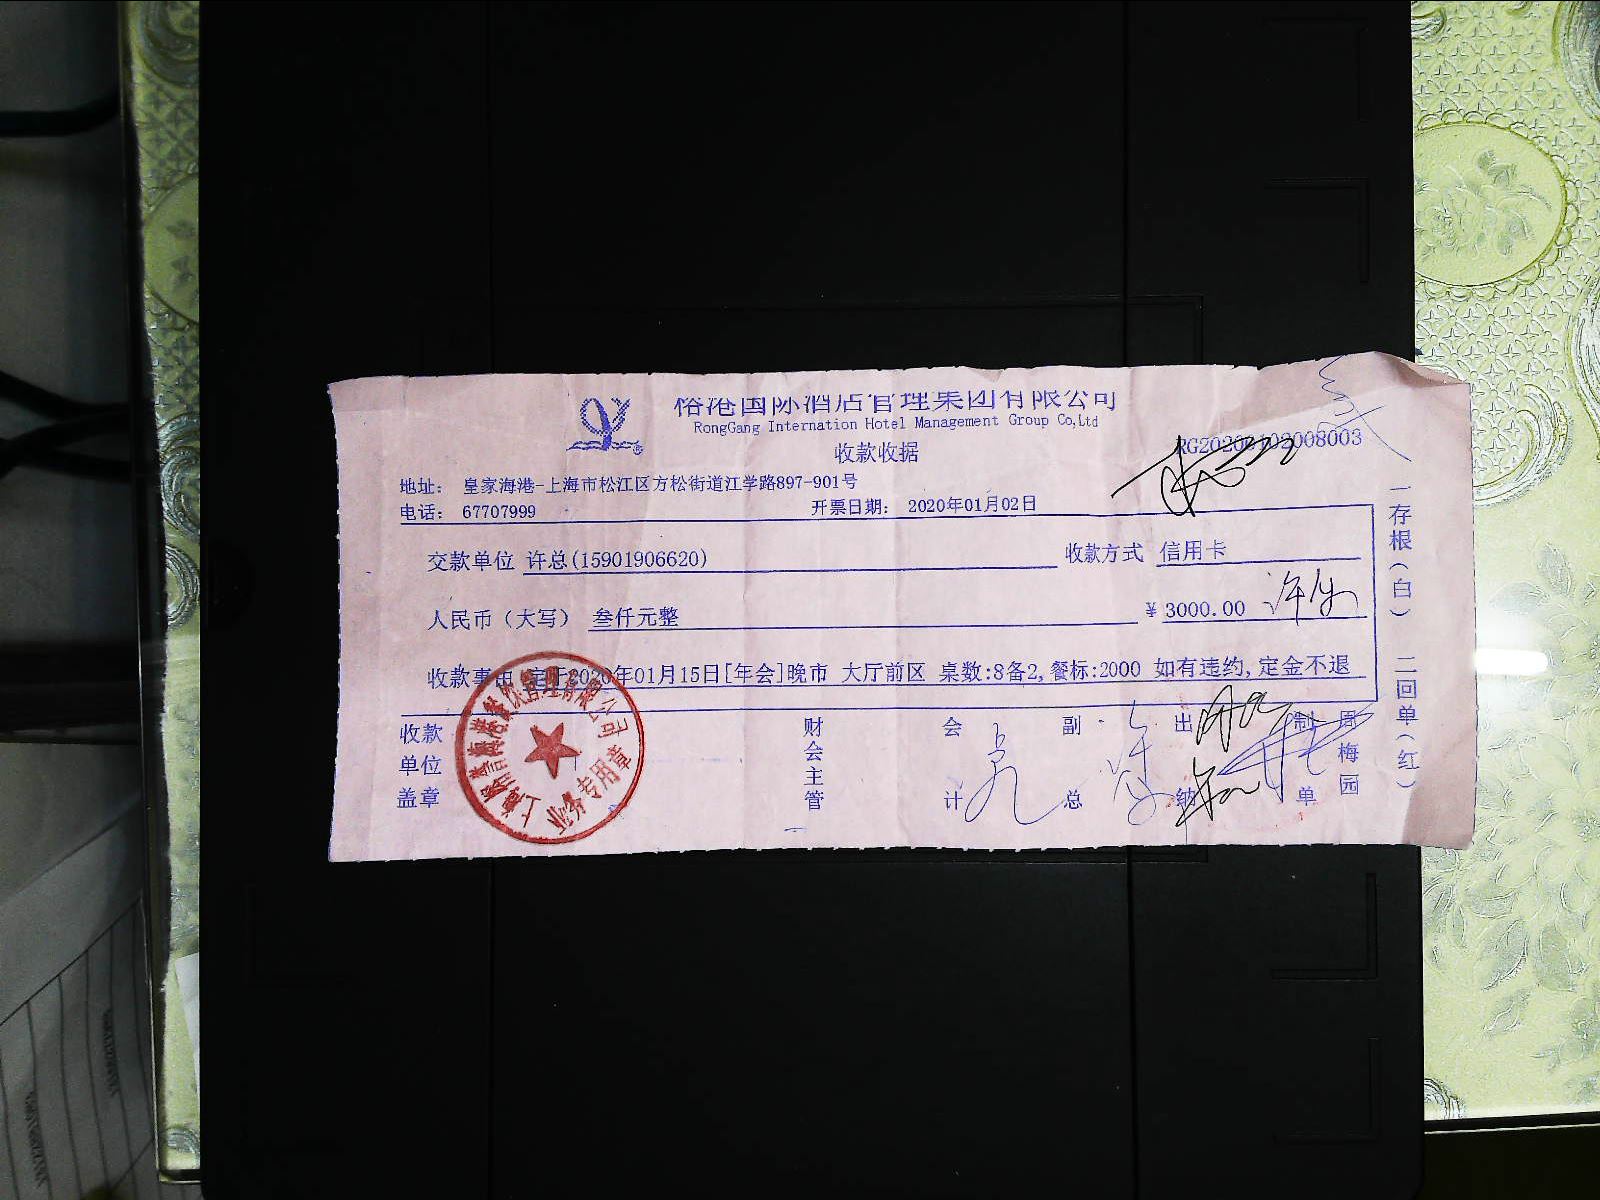 裕港国际酒店管理集团有限公司
RongGang Internation Hotel Management Group Co,Ltd
收款收据
RG20200102008003
地址： 皇家海港-上海市松江区方松街道江学路897-901号
电话： 67707999 开票日期： 2020年01月02日
交款单位 许总(15901906620) 收款方式 信用卡
人民币（大写） 叁仟元整 ¥ 3000.00
收款事由 定于2020年01月15日[年会]晚市 大厅前区 桌数:8备2,餐标:2000 如有违约,定金不退
收款单位盖章 财会主管 会计 副总 出纳 制单 周梅园
一存根(白) 二回单(红)
业务专用章